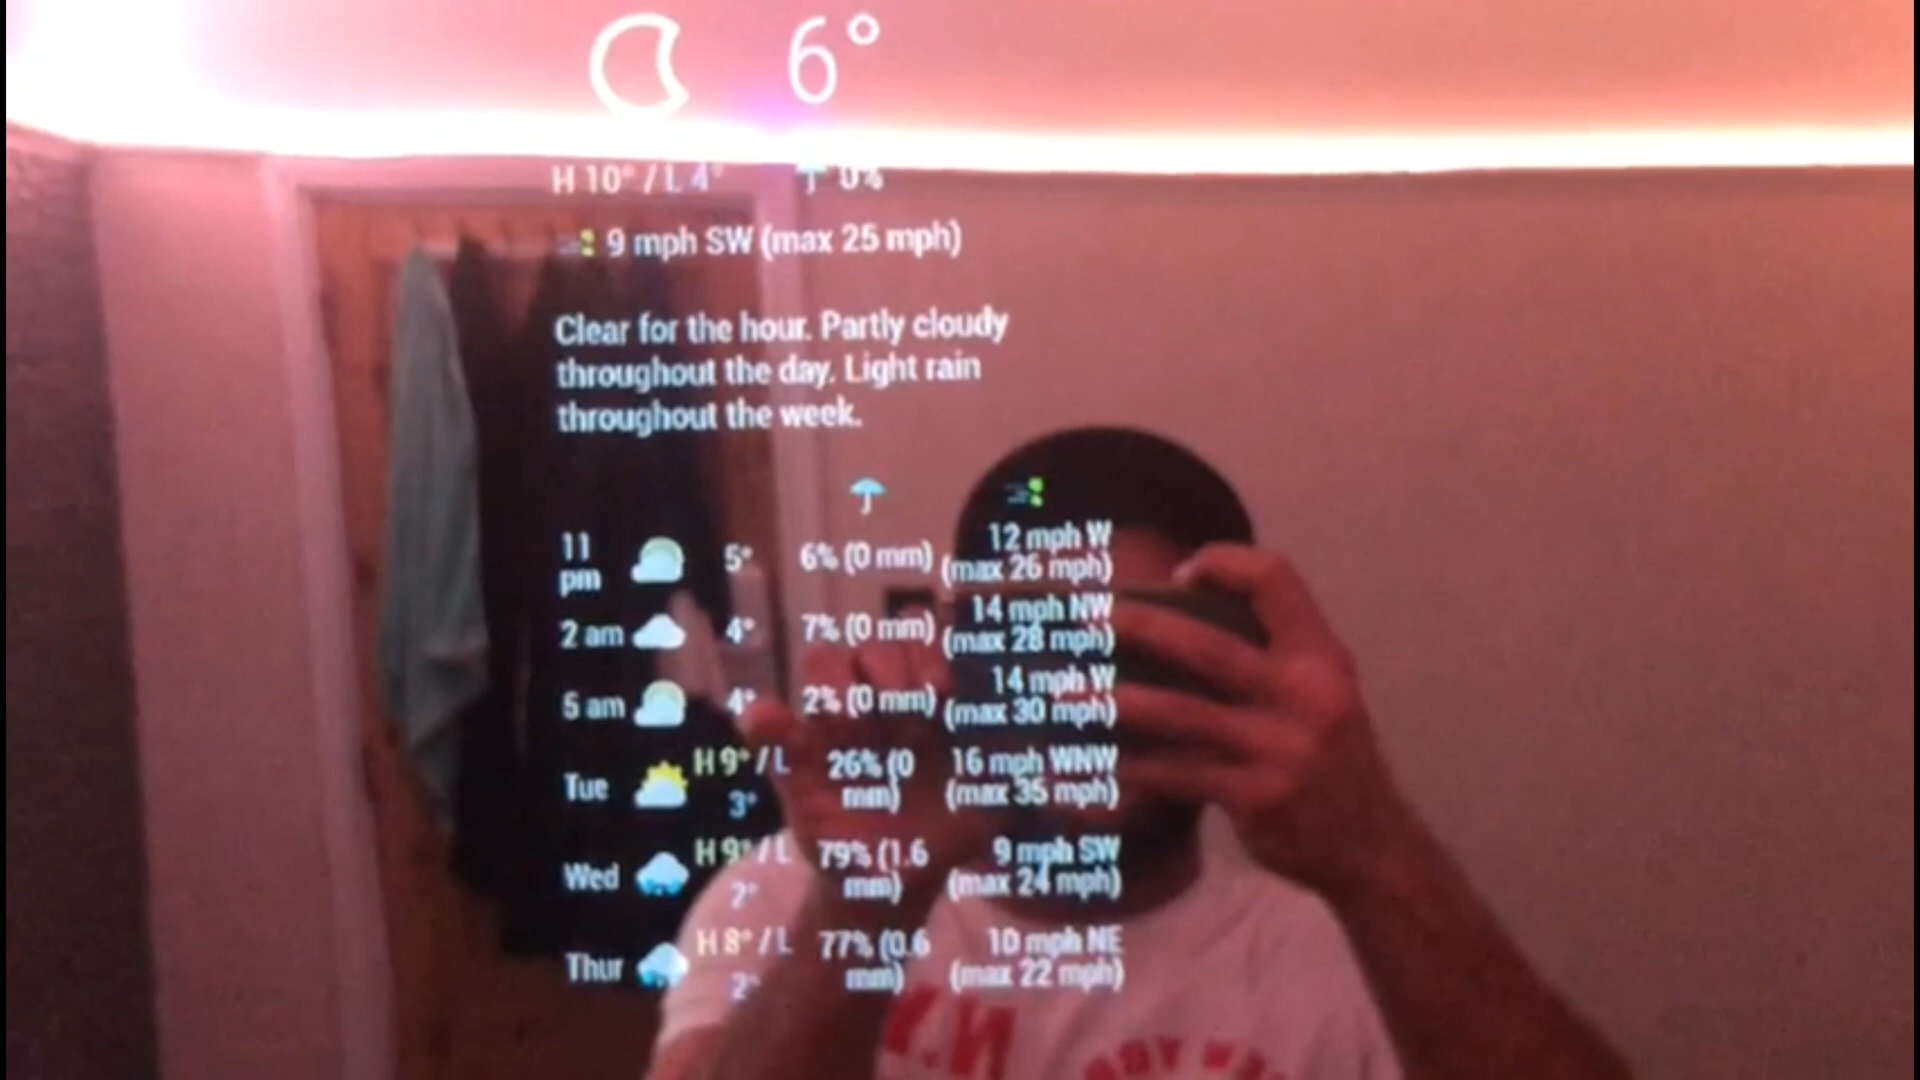 6°
H 10° / L 4° 0%
9 mph SW (max 25 mph)
Clear for the hour. Partly cloudy
throughout the day. Light rain
throughout the week.
11 pm 5° 6% (0 mm) 12 mph W (max 26 mph)
2 am 4° 7% (0 mm) 14 mph NW (max 28 mph)
5 am 4° 2% (0 mm) 14 mph W (max 30 mph)
Tue H 9° / L 3° 26% (0 mm) 16 mph WNW (max 35 mph)
Wed H 9° / L 2° 79% (1.6 mm) 9 mph SW (max 24 mph)
Thur H 8° / L 2° 77% (0.6 mm) 10 mph NE (max 22 mph)
N.Y.